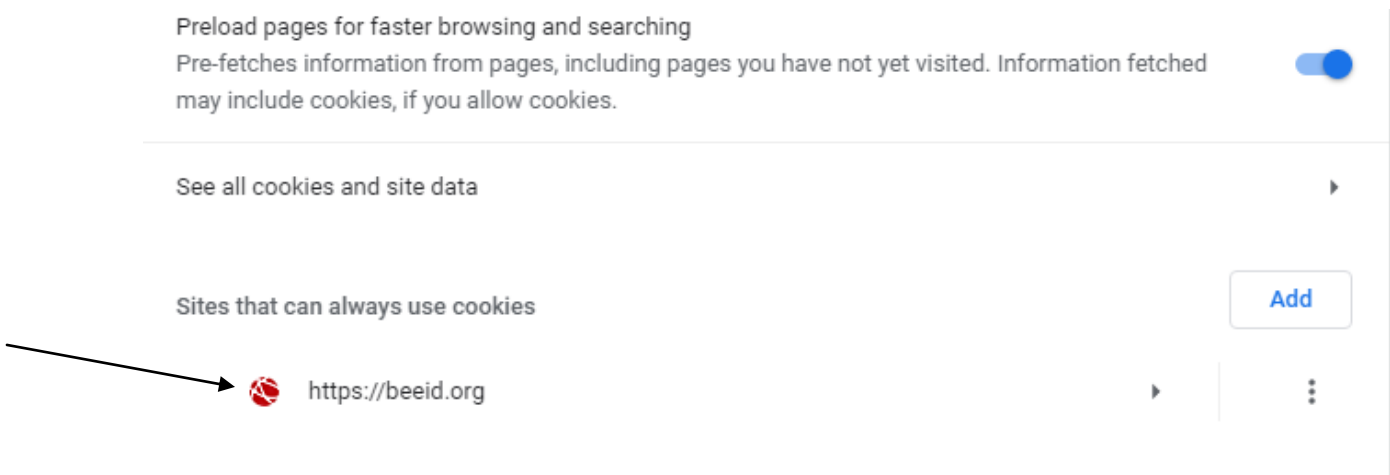 Preload pages for faster browsing and searching
Pre-fetches information from pages, including pages you have not yet visited. Information fetched
may include cookies, if you allow cookies.
See all cookies and site data
Sites that can always use cookies
Add
https://beeid.org